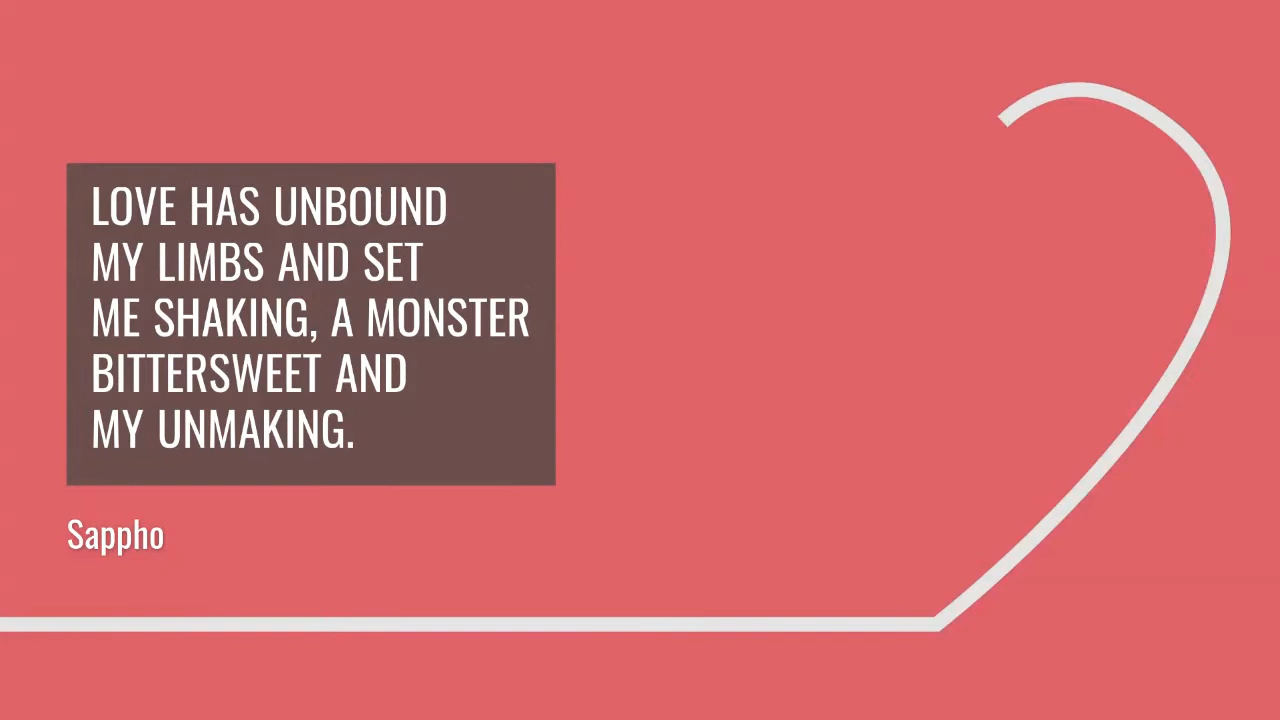 LOVE HAS UNBOUND
MY LIMBS AND SET
ME SHAKING, A MONSTER
BITTERSWEET AND
MY UNMAKING.
Sappho